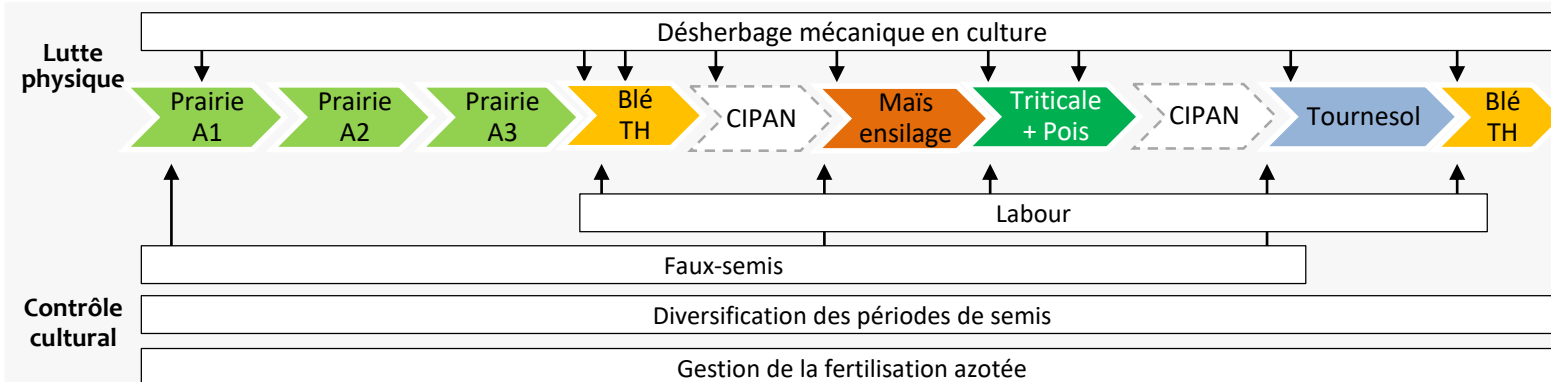 Désherbage mécanique en culture
Lutte
physique
Prairie
A1
Prairie
A2
Prairie
A3
Blé
TH
CIPAN
Maïs
ensilage
Triticale
+ Pois
CIPAN
Tournesol
Blé
TH
Labour
Faux-semis
Contrôle
cultural
Diversification des périodes de semis
Gestion de la fertilisation azotée